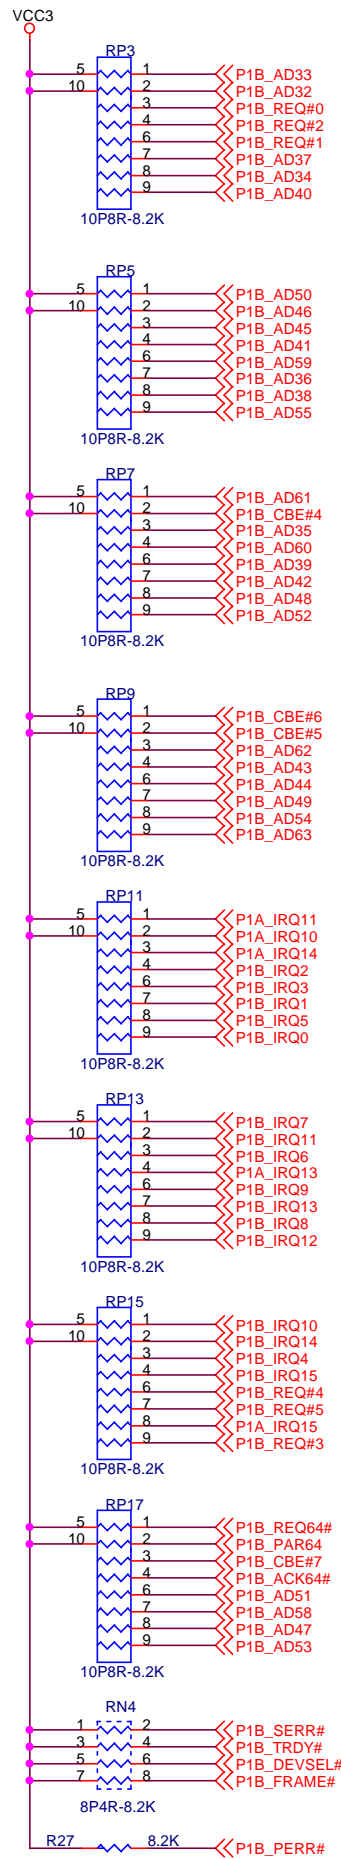 VCC3
RP3
5 1 P1B_AD33
10 2 P1B_AD32
3 P1B_REQ#0
4 P1B_REQ#2
6 P1B_REQ#1
7 P1B_AD37
8 P1B_AD34
9 P1B_AD40
10P8R-8.2K
RP5
5 1 P1B_AD50
10 2 P1B_AD46
3 P1B_AD45
4 P1B_AD41
6 P1B_AD59
7 P1B_AD36
8 P1B_AD38
9 P1B_AD55
10P8R-8.2K
RP7
5 1 P1B_AD61
10 2 P1B_CBE#4
3 P1B_AD35
4 P1B_AD60
6 P1B_AD39
7 P1B_AD42
8 P1B_AD48
9 P1B_AD52
10P8R-8.2K
RP9
5 1 P1B_CBE#6
10 2 P1B_CBE#5
3 P1B_AD62
4 P1B_AD43
6 P1B_AD44
7 P1B_AD49
8 P1B_AD54
9 P1B_AD63
10P8R-8.2K
RP11
5 1 P1A_IRQ11
10 2 P1A_IRQ10
3 P1A_IRQ14
4 P1B_IRQ2
6 P1B_IRQ3
7 P1B_IRQ1
8 P1B_IRQ5
9 P1B_IRQ0
10P8R-8.2K
RP13
5 1 P1B_IRQ7
10 2 P1B_IRQ11
3 P1B_IRQ6
4 P1A_IRQ13
6 P1B_IRQ9
7 P1B_IRQ13
8 P1B_IRQ8
9 P1B_IRQ12
10P8R-8.2K
RP15
5 1 P1B_IRQ10
10 2 P1B_IRQ14
3 P1B_IRQ4
4 P1B_IRQ15
6 P1B_REQ#4
7 P1B_REQ#5
8 P1A_IRQ15
9 P1B_REQ#3
10P8R-8.2K
RP17
5 1 P1B_REQ64#
10 2 P1B_PAR64
3 P1B_CBE#7
4 P1B_ACK64#
6 P1B_AD51
7 P1B_AD58
8 P1B_AD47
9 P1B_AD53
10P8R-8.2K
RN4
1 2 P1B_SERR#
3 4 P1B_TRDY#
5 6 P1B_DEVSEL#
7 8 P1B_FRAME#
8P4R-8.2K
R27 8.2K P1B_PERR#